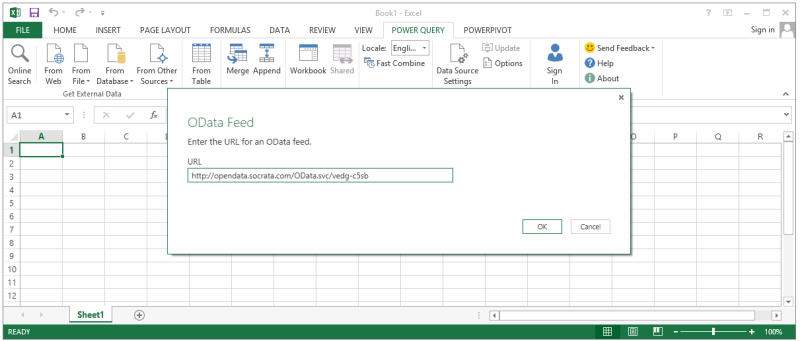 Book1 - Excel
FILE HOME INSERT PAGE LAYOUT FORMULAS DATA REVIEW VIEW POWER QUERY POWERPIVOT Sign in
Online Search
From Web
From File
From Database
From Other Sources
From Table
Merge
Append
Workbook
Shared
Locale: Engli...
Fast Combine
Data Source Settings
Update
Options
Sign In
Send Feedback
Help
About
Get External Data
A1
fx
A B C D O P Q R
1
2
3
4
5
6
7
8
9
10
11
12
OData Feed
Enter the URL for an OData feed.
URL
http://opendata.socrata.com/OData.svc/vedg-c5sb
OK Cancel
Sheet1
READY 100%